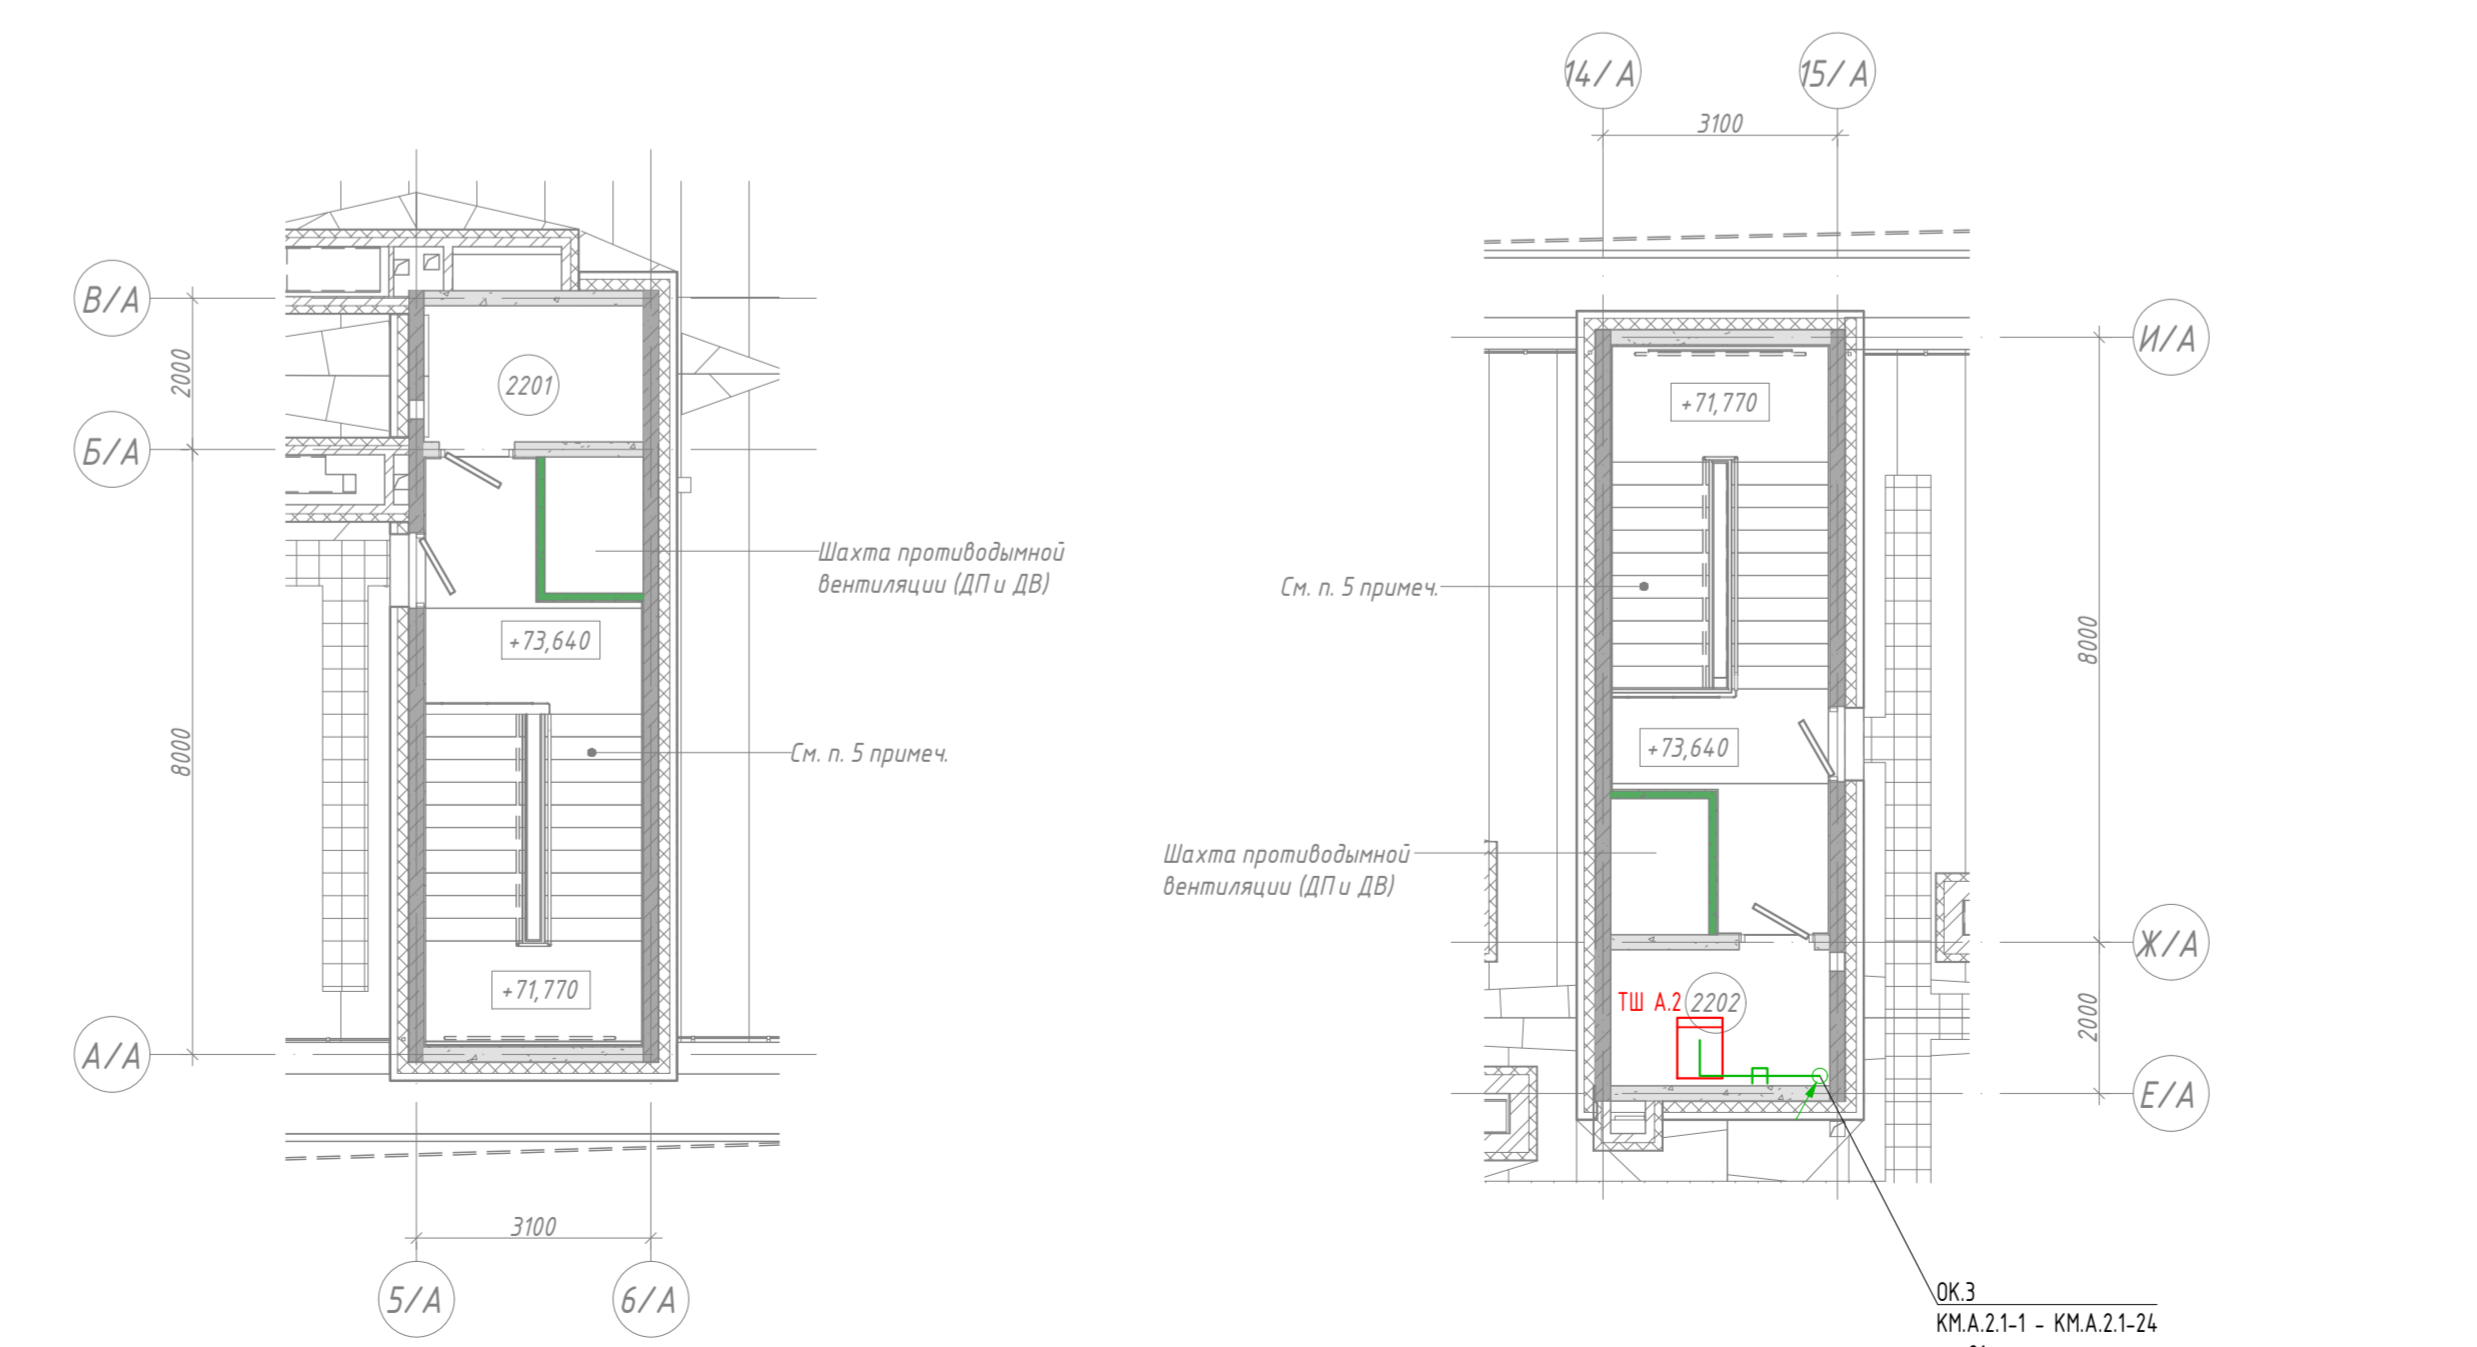 В/А
Б/А
А/А
2000
8000
2201
Шахта противодымной
вентиляции (ДП и ДВ)
+73,640
См. п. 5 примеч.
+71,770
3100
5/А
6/А
14/А
15/А
3100
И/А
Ж/А
Е/А
8000
2000
+71,770
См. п. 5 примеч.
+73,640
Шахта противодымной
вентиляции (ДП и ДВ)
ТШ А.2
2202
П
ОК.3
КМ.А.2.1-1 - КМ.А.2.1-24